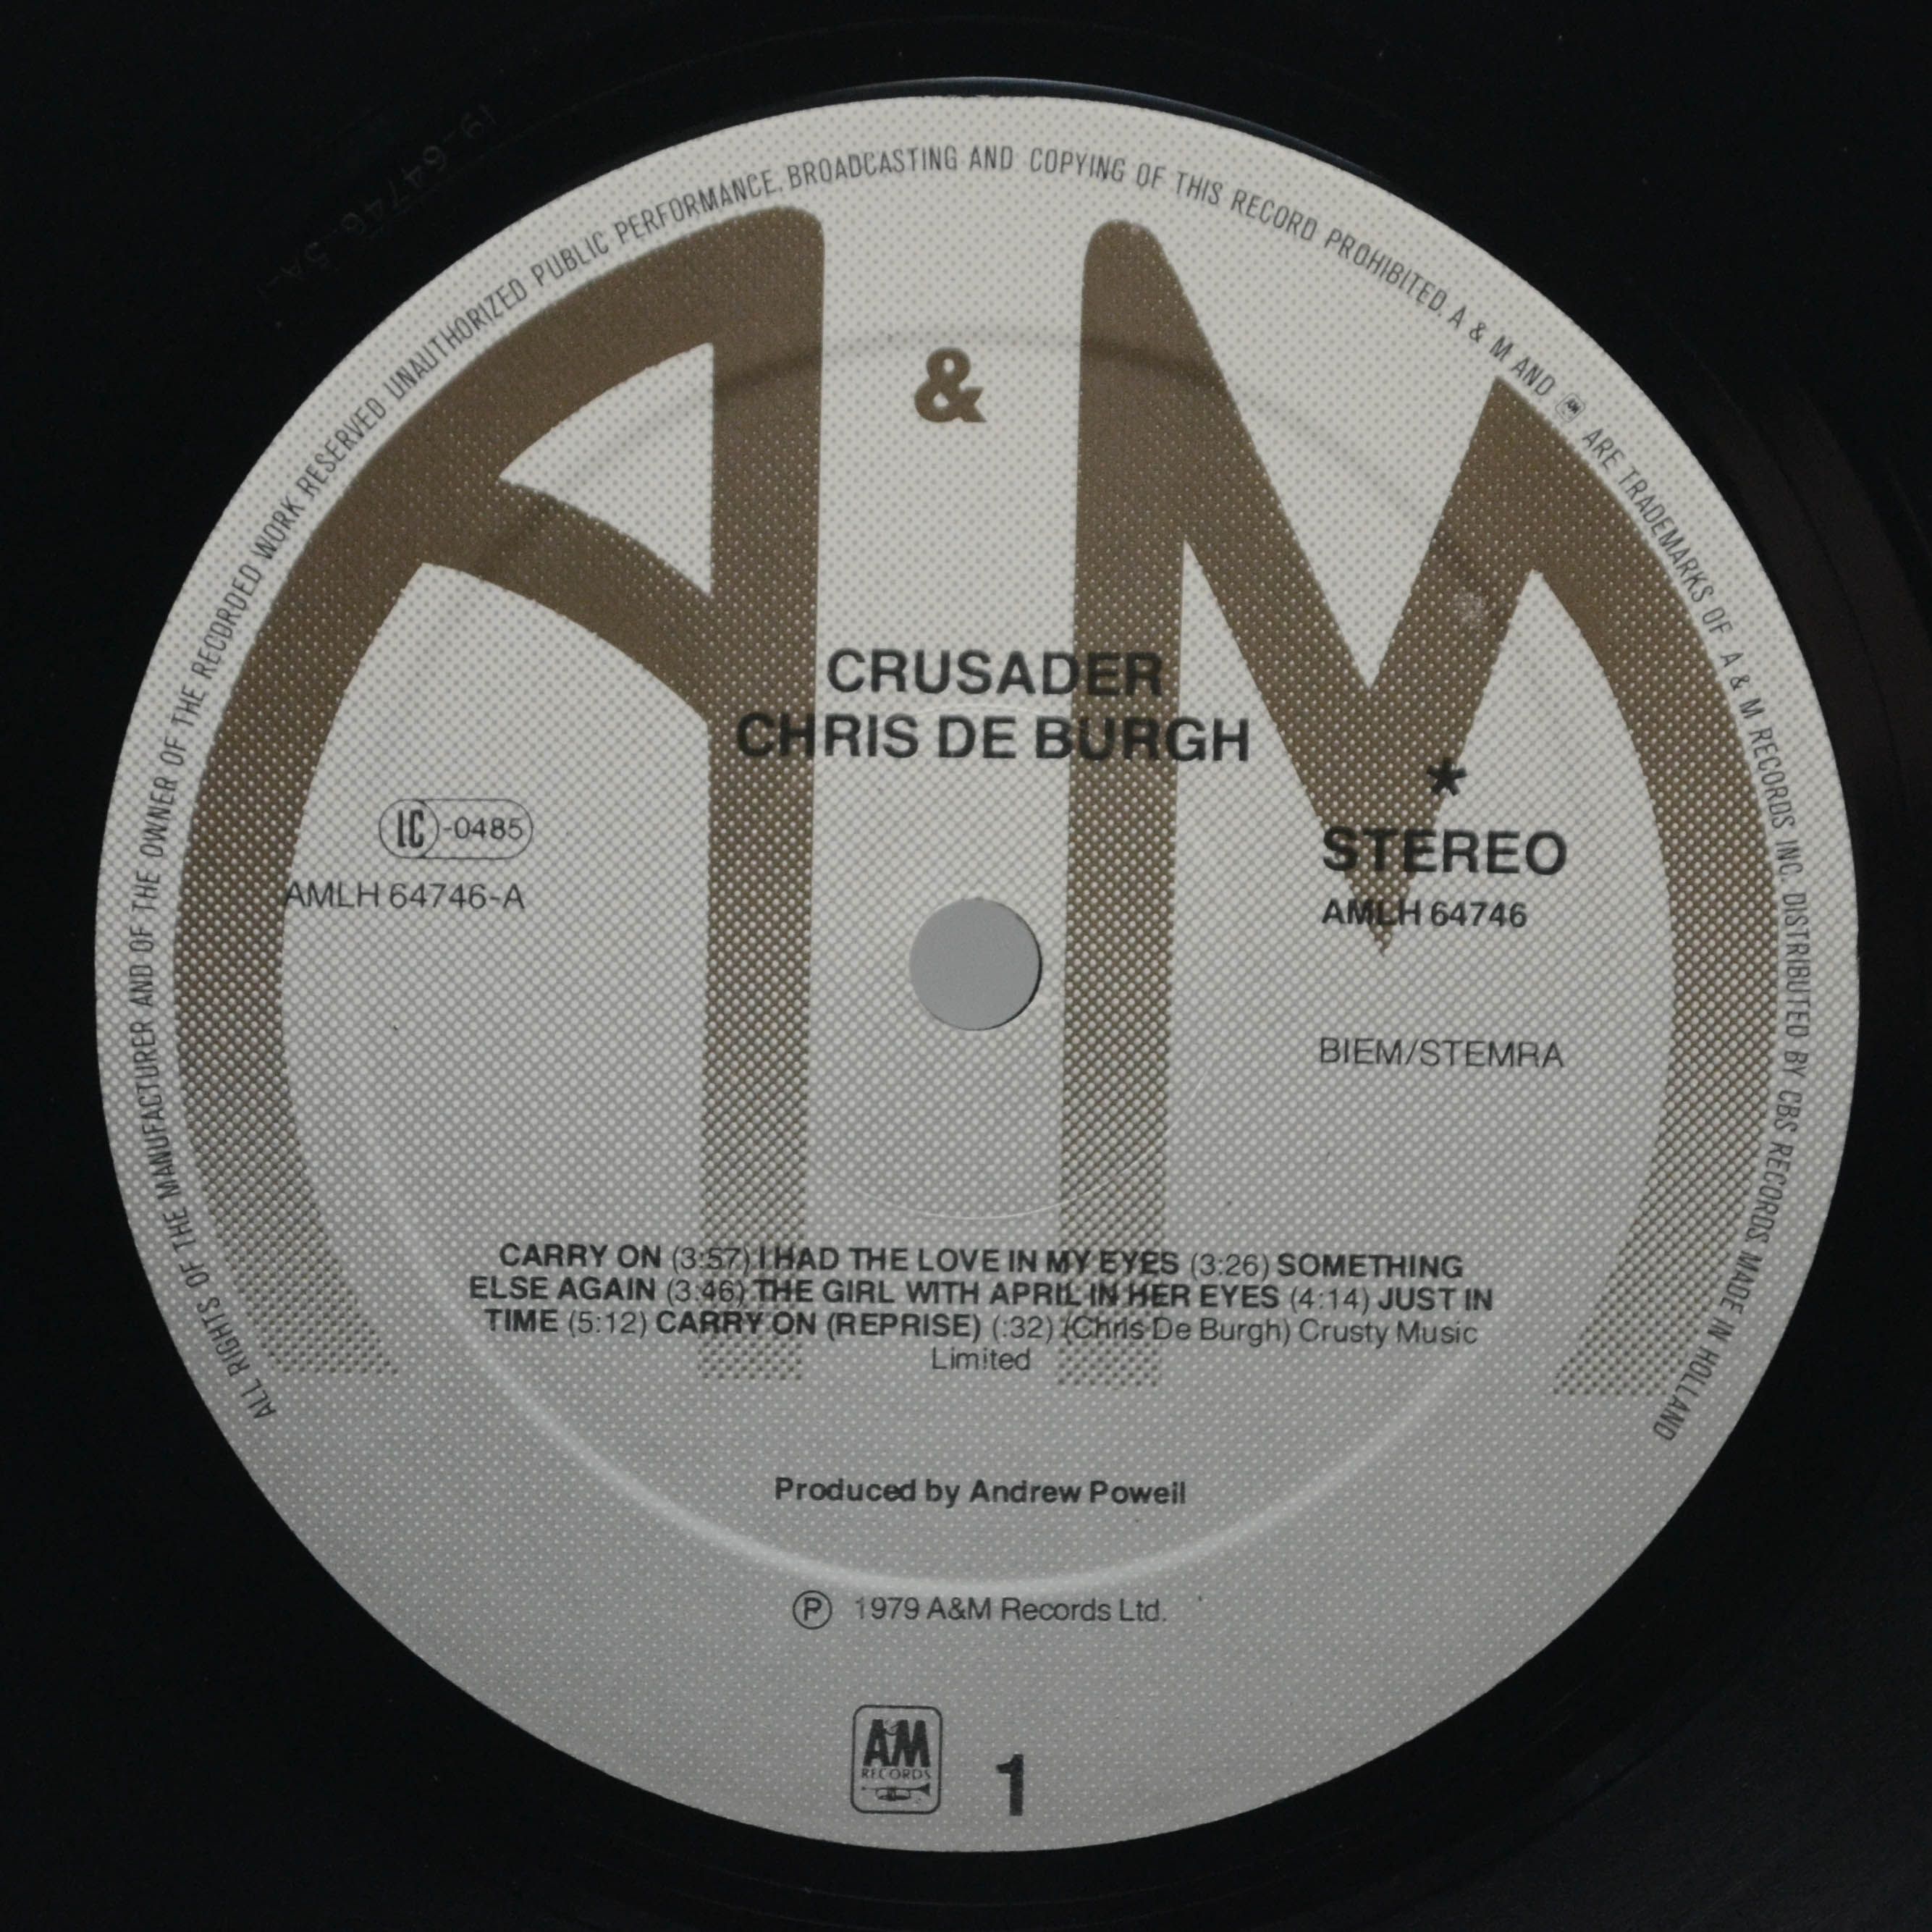 ALL RIGHTS OF THE MANUFACTURER AND OF THE OWNER OF THE RECORDED WORK RESERVED UNAUTHORIZED PUBLIC PERFORMANCE, BROADCASTING AND COPYING OF THIS RECORD PROHIBITED. A & M AND AM ARE TRADEMARKS OF A & M RECORDS INC. DISTRIBUTED BY CBS RECORDS MADE IN HOLLAND
A & M
CRUSADER
CHRIS DE BURGH
LC-0485
AMLH 64746-A
*
STEREO
AMLH 64746
BIEM/STEMRA
CARRY ON (3:57) I HAD THE LOVE IN MY EYES (3:26) SOMETHING
ELSE AGAIN (3:46) THE GIRL WITH APRIL IN HER EYES (4:14) JUST IN
TIME (5:12) CARRY ON (REPRISE) (:32) (Chris De Burgh) Crusty Music
Limited
Produced by Andrew Powell
℗ 1979 A&M Records Ltd.
AM
RECORDS
1